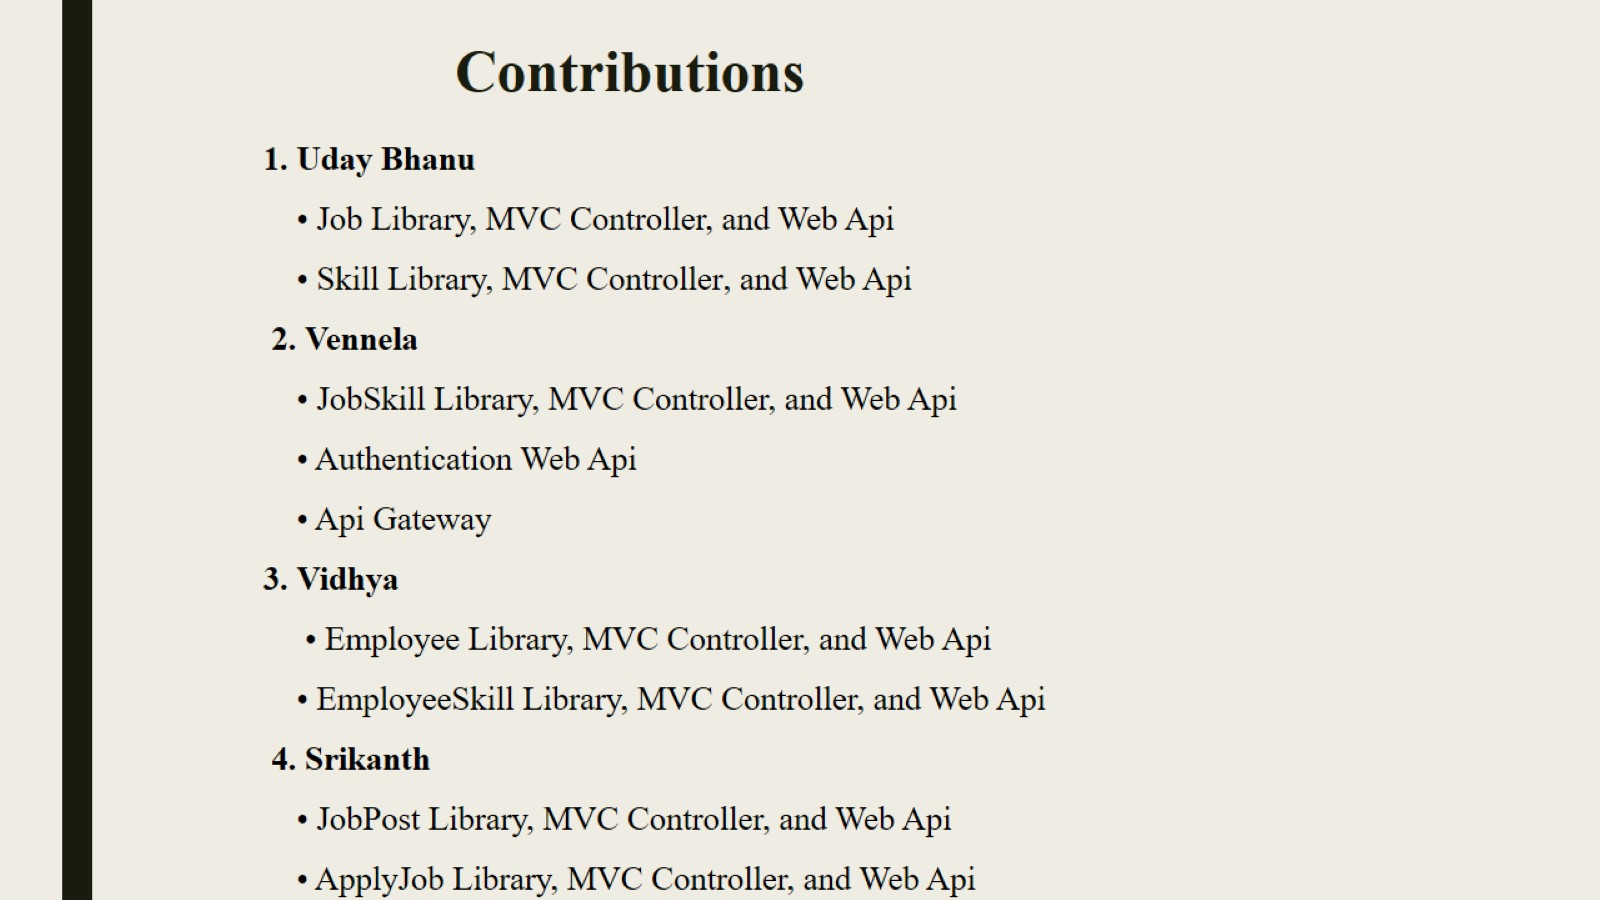 Contributions
1. Uday Bhanu
• Job Library, MVC Controller, and Web Api
• Skill Library, MVC Controller, and Web Api
2. Vennela
• JobSkill Library, MVC Controller, and Web Api
• Authentication Web Api
• Api Gateway
3. Vidhya
• Employee Library, MVC Controller, and Web Api
• EmployeeSkill Library, MVC Controller, and Web Api
4. Srikanth
• JobPost Library, MVC Controller, and Web Api
• ApplyJob Library, MVC Controller, and Web Api